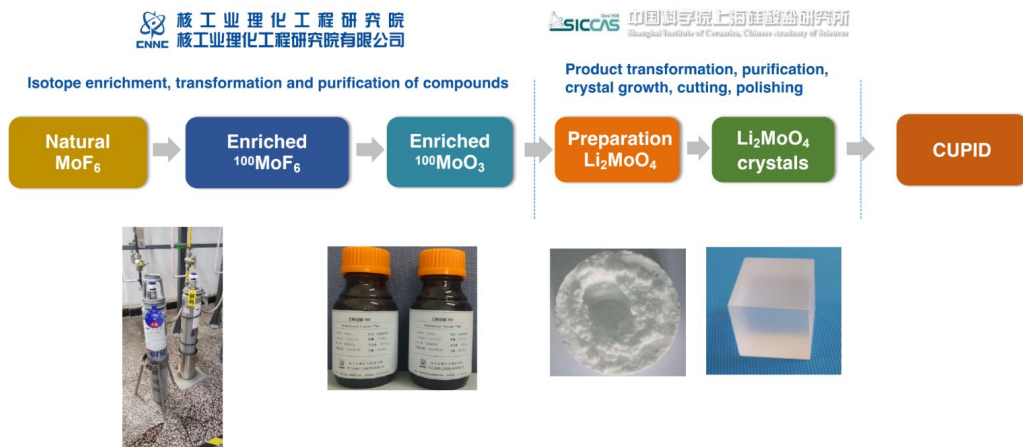 核工业理化工程研究院
CNNC 核工业理化工程研究院有限公司
SICCAS 中国科学院上海硅酸盐研究所
Shanghai Institute of Ceramics, Chinese Academy of Sciences
Isotope enrichment, transformation and purification of compounds
Product transformation, purification,
crystal growth, cutting, polishing
Natural
MoF₆
Enriched
¹⁰⁰MoF₆
Enriched
¹⁰⁰MoO₃
Preparation
Li₂MoO₄
Li₂MoO₄
crystals
CUPID